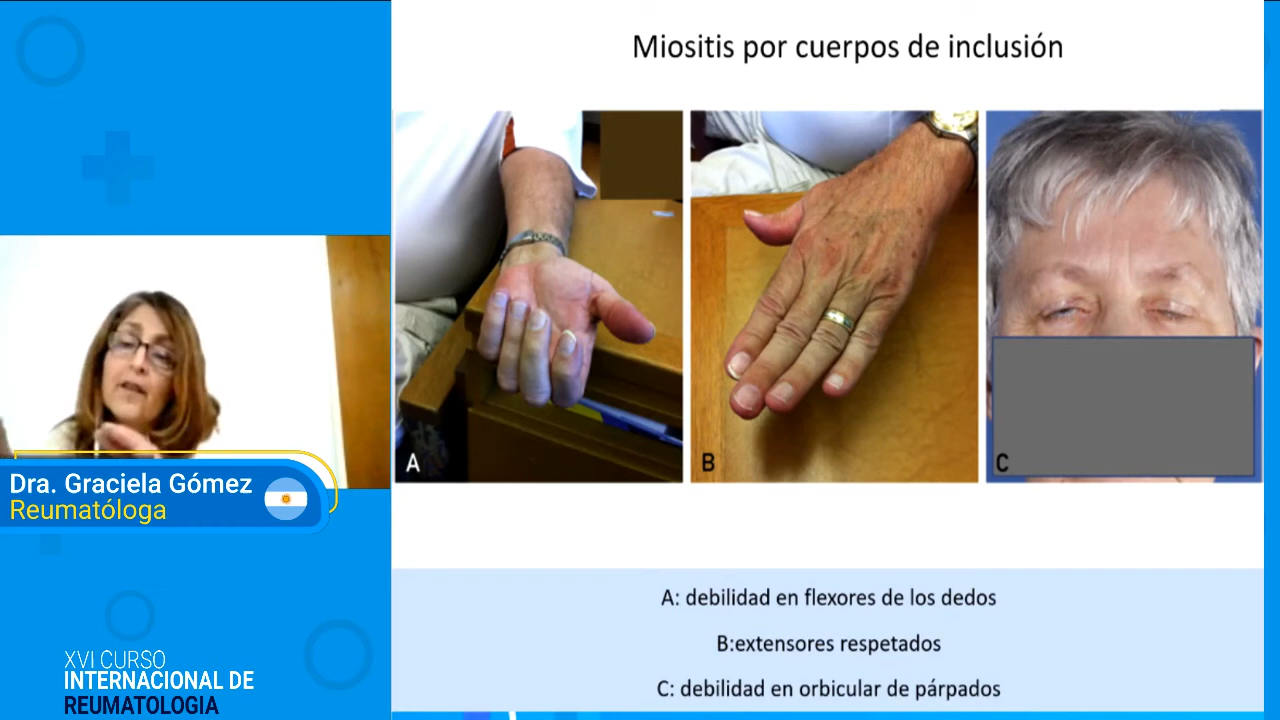 Miositis por cuerpos de inclusión
A
B
C
Dra. Graciela Gómez
Reumatóloga
A: debilidad en flexores de los dedos
B:extensores respetados
C: debilidad en orbicular de párpados
XVI CURSO
INTERNACIONAL DE
REUMATOLOGIA